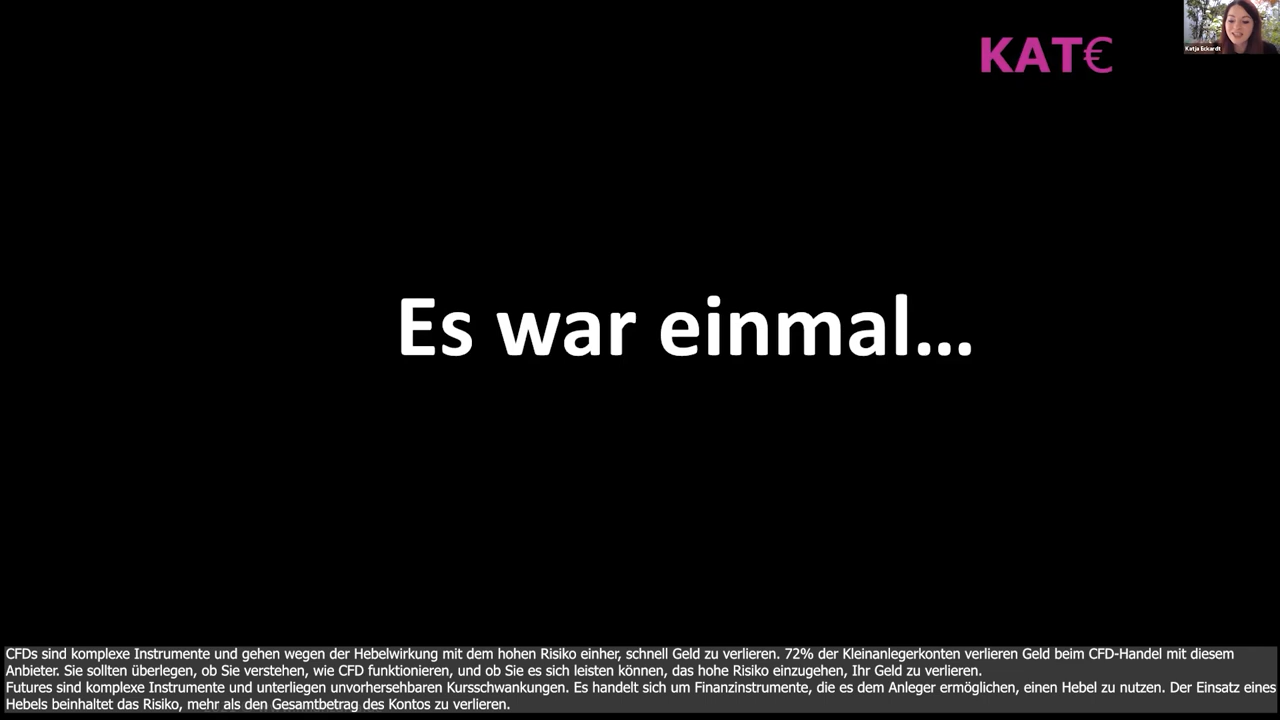 KAT€
Katja Eckardt
Es war einmal...
CFDs sind komplexe Instrumente und gehen wegen der Hebelwirkung mit dem hohen Risiko einher, schnell Geld zu verlieren. 72% der Kleinanlegerkonten verlieren Geld beim CFD-Handel mit diesem
Anbieter. Sie sollten überlegen, ob Sie verstehen, wie CFD funktionieren, und ob Sie es sich leisten können, das hohe Risiko einzugehen, Ihr Geld zu verlieren.
Futures sind komplexe Instrumente und unterliegen unvorhersehbaren Kursschwankungen. Es handelt sich um Finanzinstrumente, die es dem Anleger ermöglichen, einen Hebel zu nutzen. Der Einsatz eines
Hebels beinhaltet das Risiko, mehr als den Gesamtbetrag des Kontos zu verlieren.